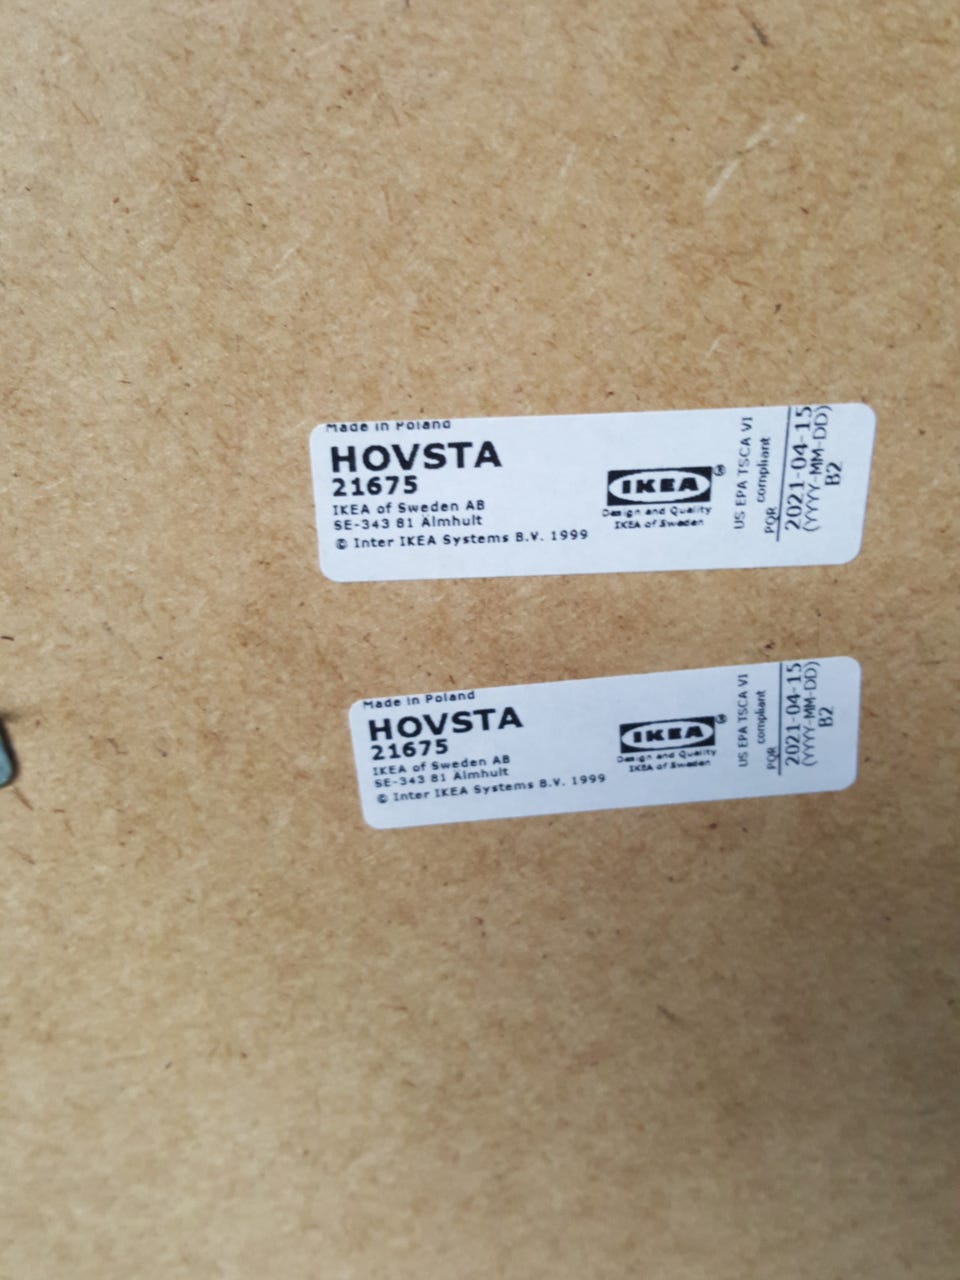 Made in Poland
HOVSTA
21675
IKEA of Sweden AB
SE-343 81 Älmhult
© Inter IKEA Systems B.V. 1999
IKEA®
Design and Quality
IKEA of Sweden
US EPA TSCA VI
compliant
PQR
2021-04-15
(YYYY-MM-DD)
B2
Made in Poland
HOVSTA
21675
IKEA of Sweden AB
SE-343 81 Älmhult
© Inter IKEA Systems B.V. 1999
IKEA®
Design and Quality
IKEA of Sweden
US EPA TSCA VI
compliant
PQR
2021-04-15
(YYYY-MM-DD)
B2